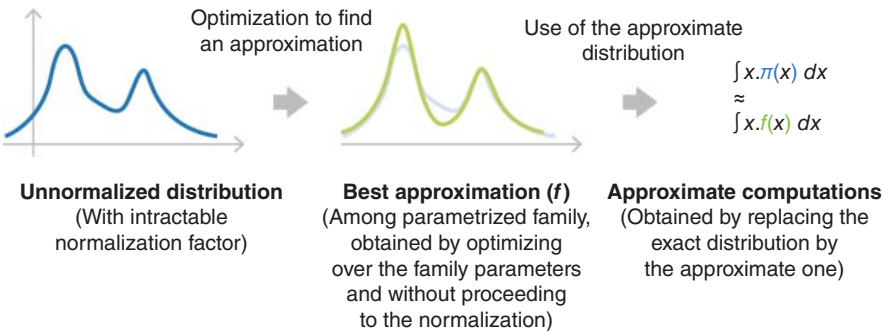 Optimization to find
an approximation
Use of the approximate
distribution
∫ x.π(x) dx
≈
∫ x.f(x) dx
Unnormalized distribution
(With intractable
normalization factor)
Best approximation (f)
(Among parametrized family,
obtained by optimizing
over the family parameters
and without proceeding
to the normalization)
Approximate computations
(Obtained by replacing the
exact distribution by
the approximate one)